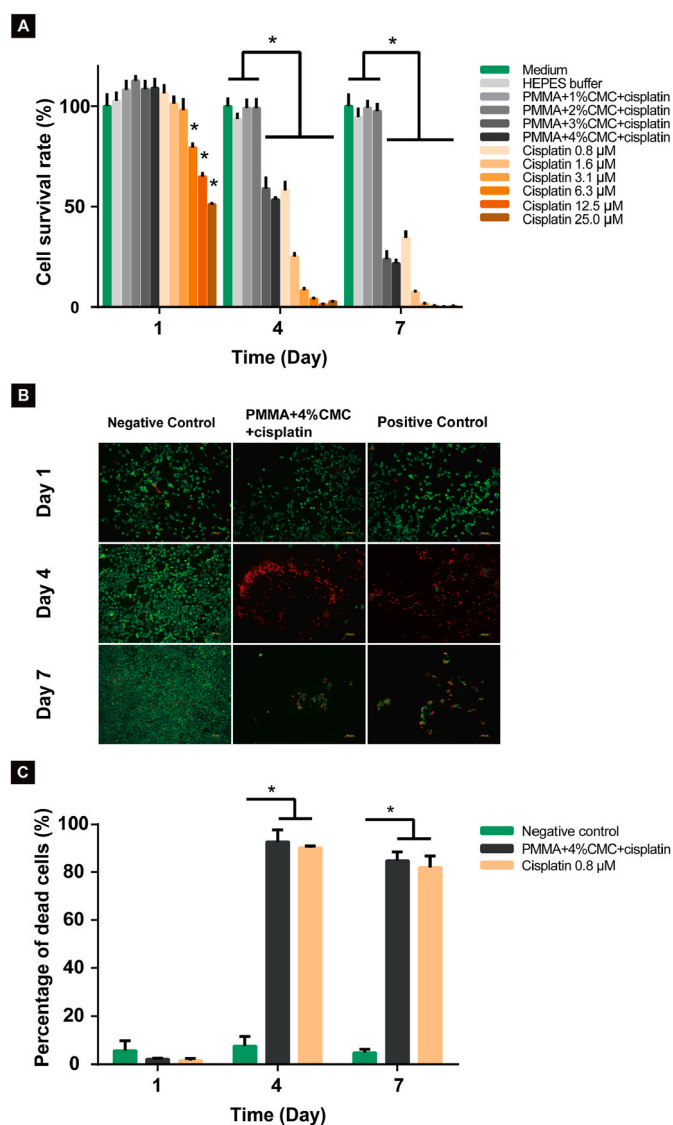 A
*
*
Cell survival rate (%)
100
50
0
*
*
*
1
4
7
Time (Day)
Medium
HEPES buffer
PMMA+1%CMC+cisplatin
PMMA+2%CMC+cisplatin
PMMA+3%CMC+cisplatin
PMMA+4%CMC+cisplatin
Cisplatin 0.8 μM
Cisplatin 1.6 μM
Cisplatin 3.1 μM
Cisplatin 6.3 μM
Cisplatin 12.5 μM
Cisplatin 25.0 μM
B
Negative Control
PMMA+4%CMC
+cisplatin
Positive Control
Day 1
Day 4
Day 7
C
Percentage of dead cells (%)
100
80
60
40
20
0
*
*
1
4
7
Time (Day)
Negative control
PMMA+4%CMC+cisplatin
Cisplatin 0.8 μM